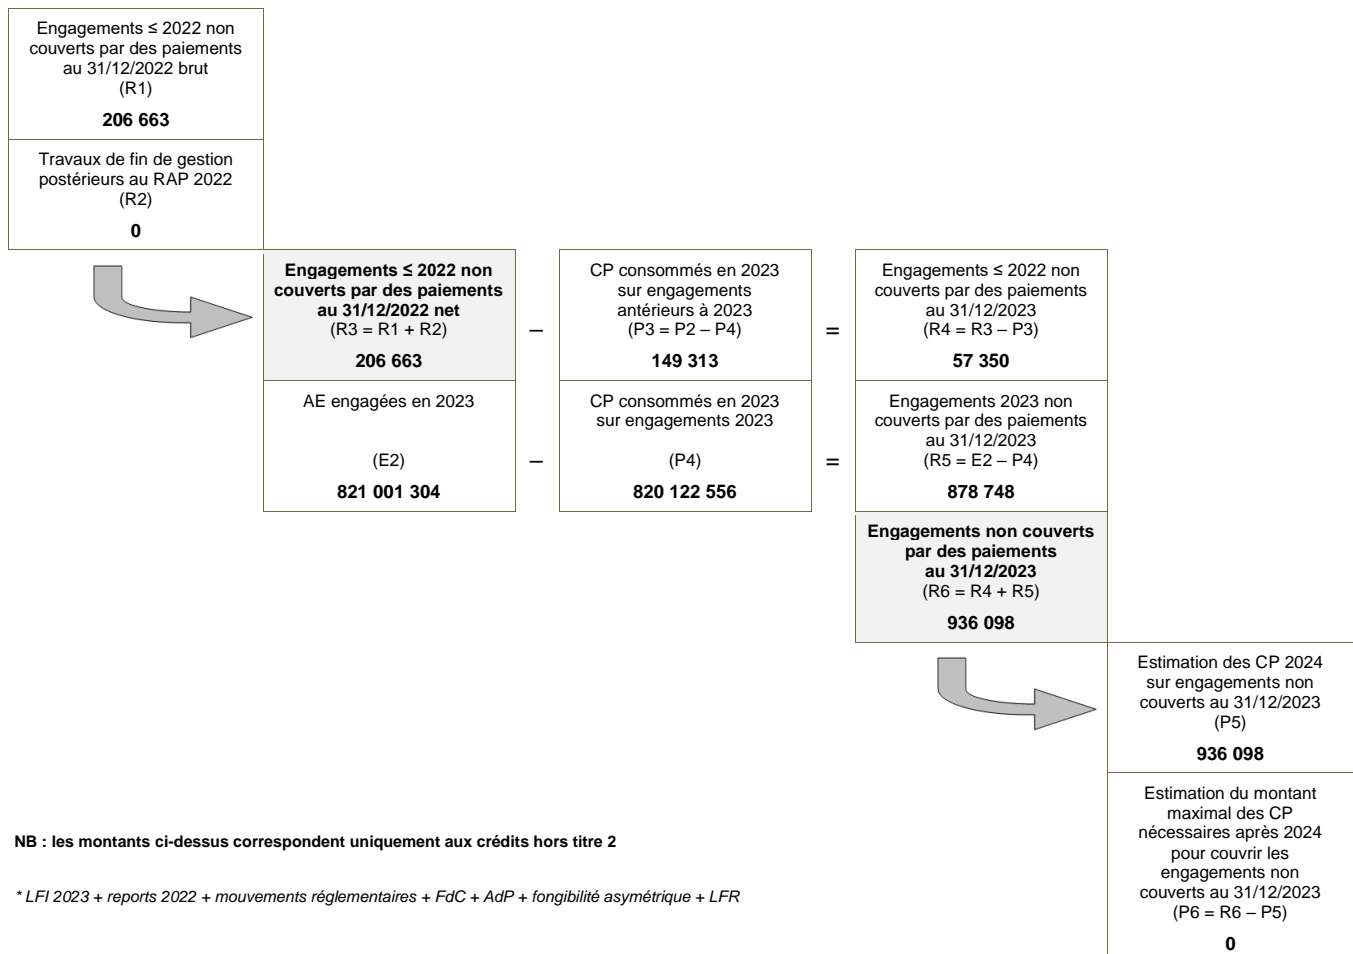 Engagements ≤ 2022 non
couverts par des paiements
au 31/12/2022 brut
(R1)
206 663
Travaux de fin de gestion
postérieurs au RAP 2022
(R2)
0
Engagements ≤ 2022 non
couverts par des paiements
au 31/12/2022 net
(R3 = R1 + R2)
206 663
–
CP consommés en 2023
sur engagements
antérieurs à 2023
(P3 = P2 – P4)
149 313
=
Engagements ≤ 2022 non
couverts par des paiements
au 31/12/2023
(R4 = R3 – P3)
57 350
AE engagées en 2023
(E2)
821 001 304
–
CP consommés en 2023
sur engagements 2023
(P4)
820 122 556
=
Engagements 2023 non
couverts par des paiements
au 31/12/2023
(R5 = E2 – P4)
878 748
Engagements non couverts
par des paiements
au 31/12/2023
(R6 = R4 + R5)
936 098
Estimation des CP 2024
sur engagements non
couverts au 31/12/2023
(P5)
936 098
Estimation du montant
maximal des CP
nécessaires après 2024
pour couvrir les
engagements non
couverts au 31/12/2023
(P6 = R6 – P5)
0
NB : les montants ci-dessus correspondent uniquement aux crédits hors titre 2
* LFI 2023 + reports 2022 + mouvements réglementaires + FdC + AdP + fongibilité asymétrique + LFR